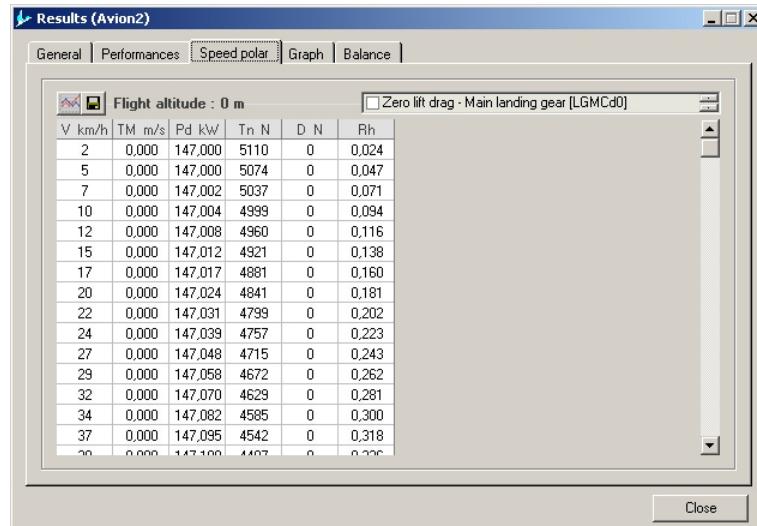 Results (Avion2)
General Performances Speed polar Graph Balance
Flight altitude : 0 m Zero lift drag - Main landing gear [LGMCd0]
V km/h TM m/s Pd kW Tn N D N Rh
2 0,000 147,000 5110 0 0,024
5 0,000 147,000 5074 0 0,047
7 0,000 147,002 5037 0 0,071
10 0,000 147,004 4999 0 0,094
12 0,000 147,008 4960 0 0,116
15 0,000 147,012 4921 0 0,138
17 0,000 147,017 4881 0 0,160
20 0,000 147,024 4841 0 0,181
22 0,000 147,031 4799 0 0,202
24 0,000 147,039 4757 0 0,223
27 0,000 147,048 4715 0 0,243
29 0,000 147,058 4672 0 0,262
32 0,000 147,070 4629 0 0,281
34 0,000 147,082 4585 0 0,300
37 0,000 147,095 4542 0 0,318
Close